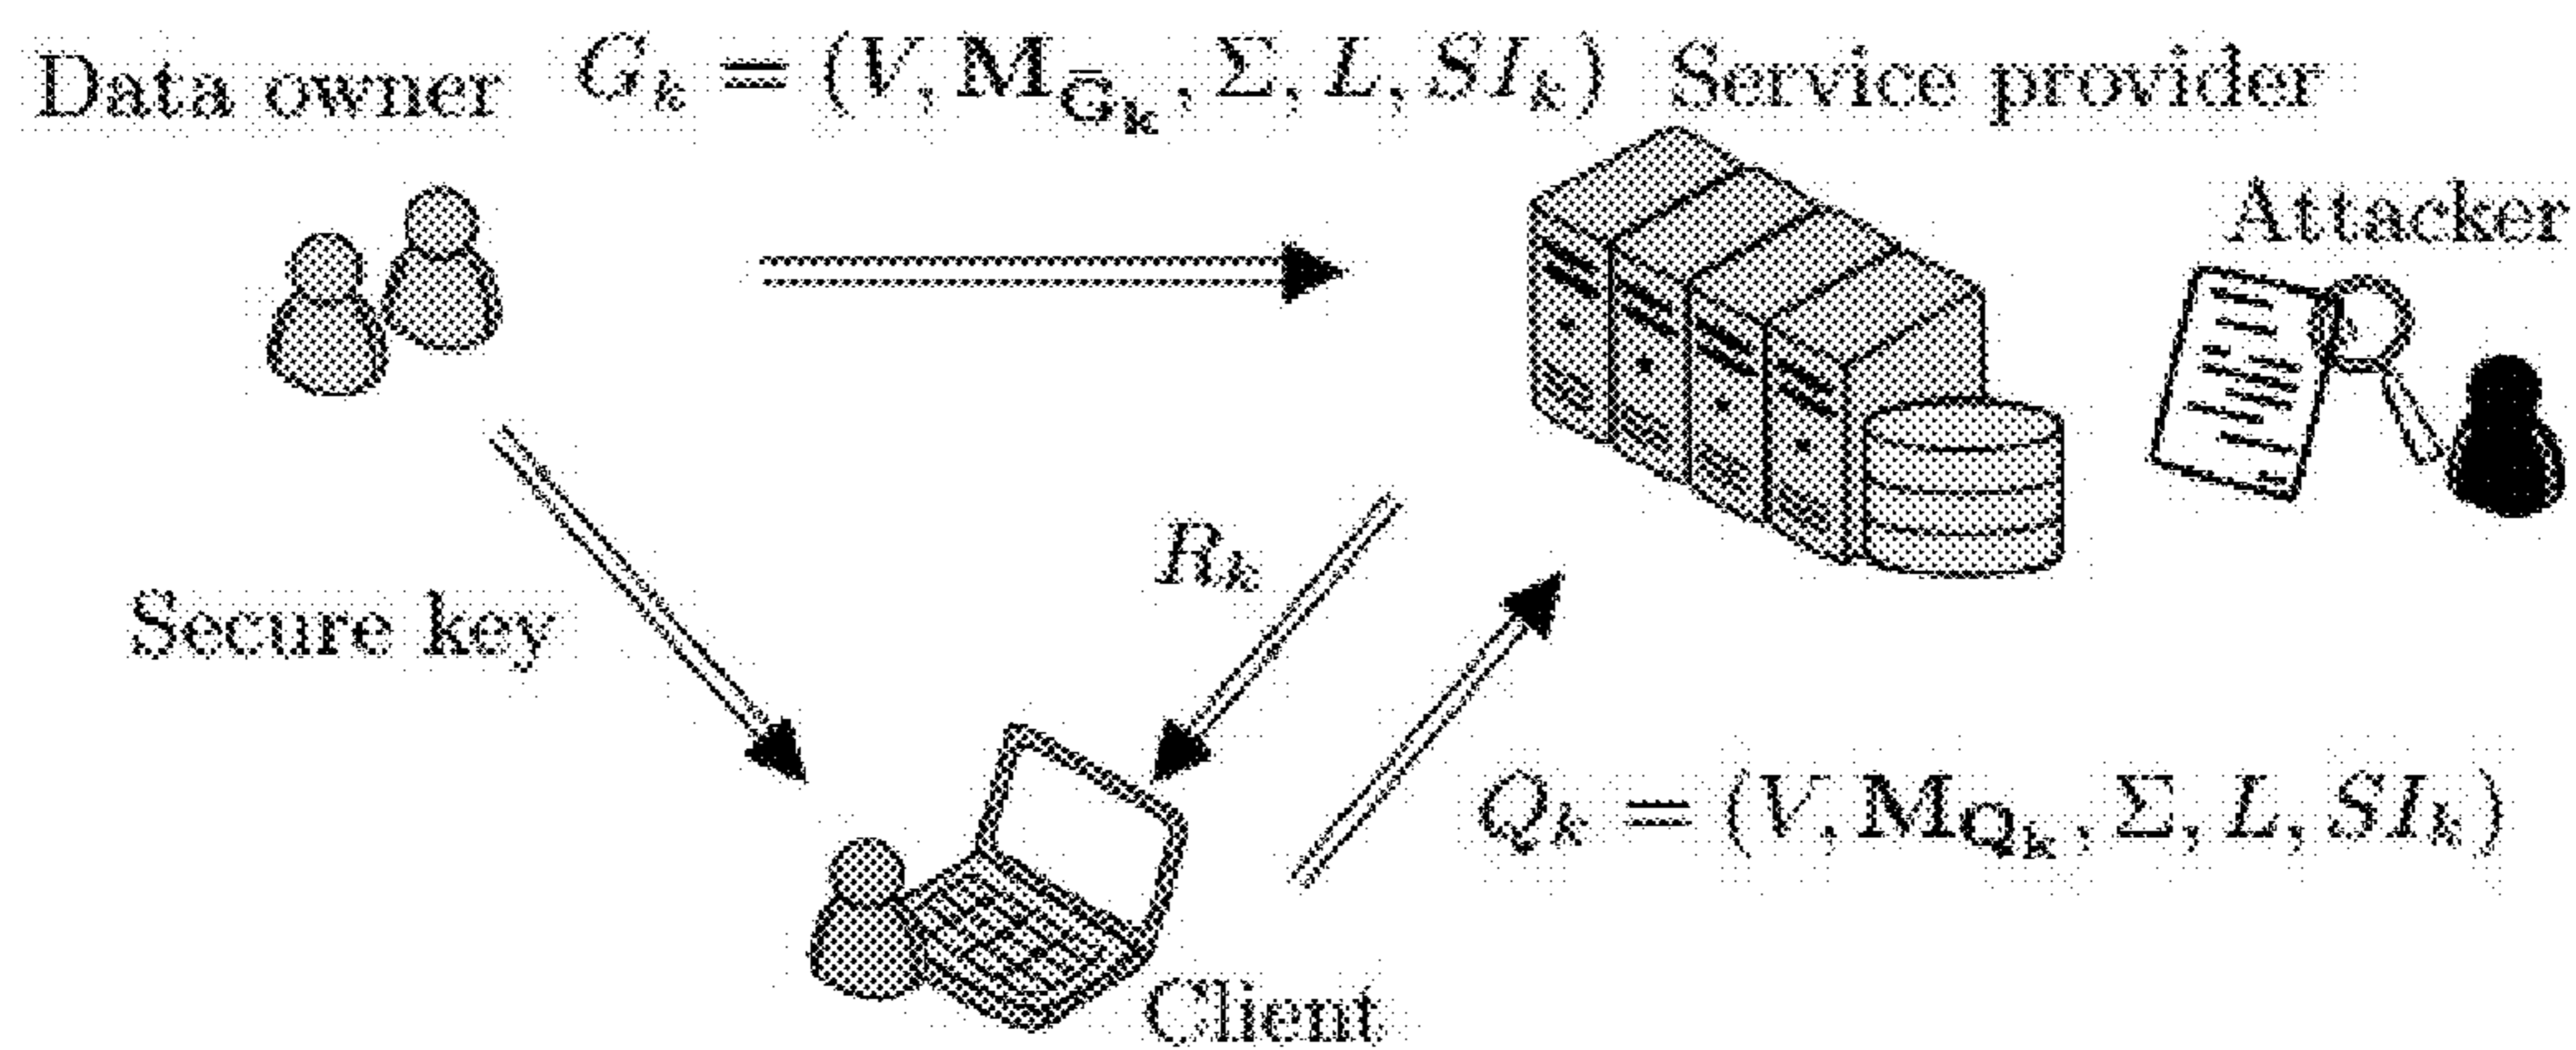 Data owner
G_k = (V, M_{\bar{G}_k}, Σ, L, SI_k)
Service provider
Attacker
R_k
Secure key
Q_k = (V, M_{Q_k}, Σ, L, SI_k)
Client